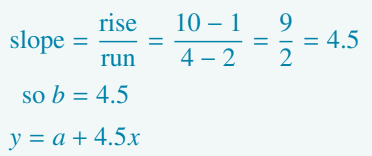 slope = rise/run = (10 − 1)/(4 − 2) = 9/2 = 4.5
so b = 4.5
y = a + 4.5x